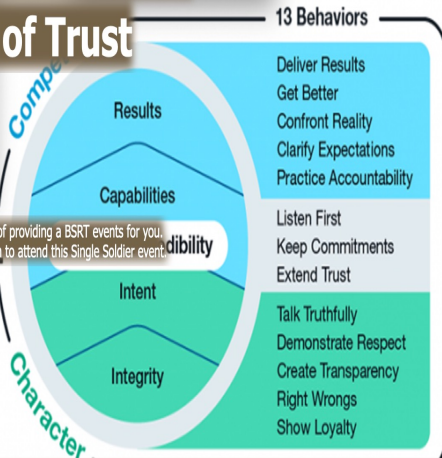 of Trust
13 Behaviors
Compe
Results
Capabilities
of providing a BSRT events for you.
to attend this Single Soldier event.
dibility
Intent
Integrity
Character
Deliver Results
Get Better
Confront Reality
Clarify Expectations
Practice Accountability
Listen First
Keep Commitments
Extend Trust
Talk Truthfully
Demonstrate Respect
Create Transparency
Right Wrongs
Show Loyalty